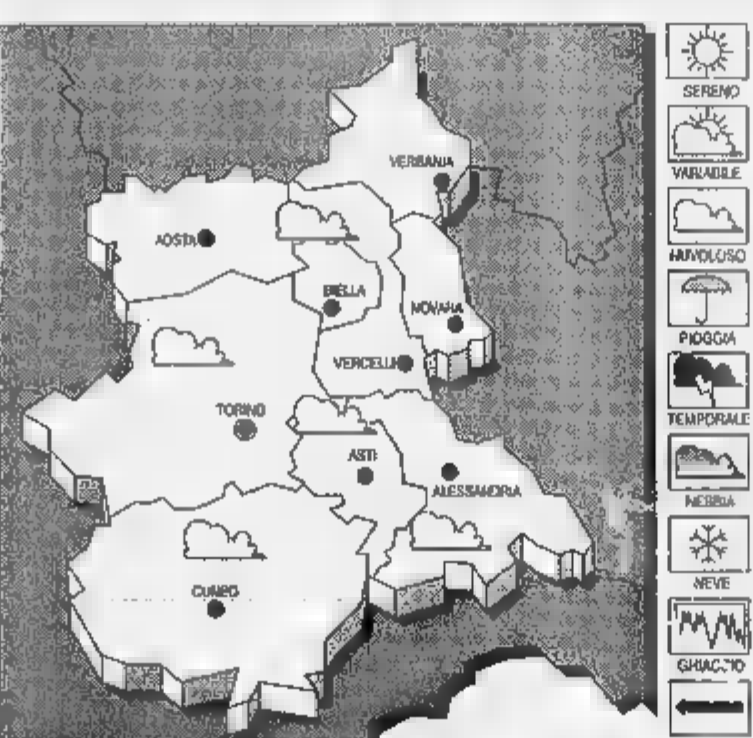 VERBANIA
AOSTA
BIELLA
NOVARA
VERCELLI
TORINO
ASTI
ALESSANDRIA
CUNEO
SERENO
VARIABILE
NUVOLOSO
PIOGGIA
TEMPORALE
NEBBIA
NEVE
GHIACCIO